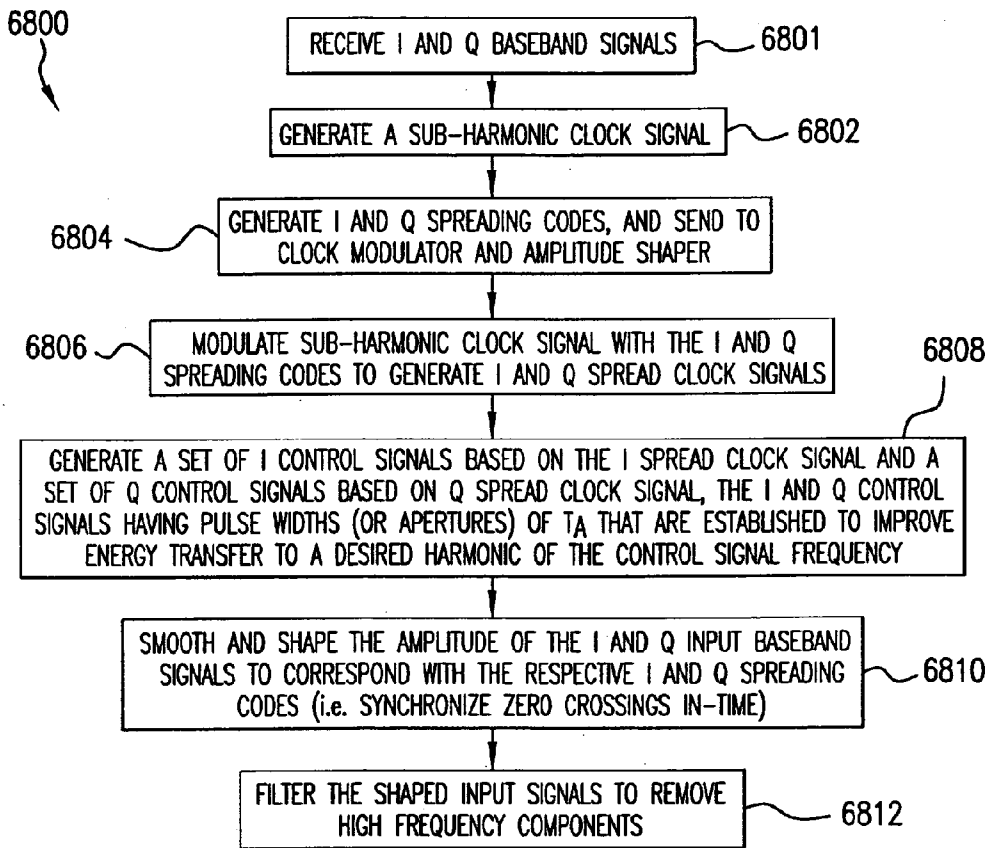 6800
RECEIVE I AND Q BASEBAND SIGNALS
6801
GENERATE A SUB-HARMONIC CLOCK SIGNAL
6802
GENERATE I AND Q SPREADING CODES, AND SEND TO
CLOCK MODULATOR AND AMPLITUDE SHAPER
6804
MODULATE SUB-HARMONIC CLOCK SIGNAL WITH THE I AND Q
SPREADING CODES TO GENERATE I AND Q SPREAD CLOCK SIGNALS
6806
6808
GENERATE A SET OF I CONTROL SIGNALS BASED ON THE I SPREAD CLOCK SIGNAL AND A
SET OF Q CONTROL SIGNALS BASED ON Q SPREAD CLOCK SIGNAL, THE I AND Q CONTROL
SIGNALS HAVING PULSE WIDTHS (OR APERTURES) OF TA THAT ARE ESTABLISHED TO IMPROVE
ENERGY TRANSFER TO A DESIRED HARMONIC OF THE CONTROL SIGNAL FREQUENCY
SMOOTH AND SHAPE THE AMPLITUDE OF THE I AND Q INPUT BASEBAND
SIGNALS TO CORRESPOND WITH THE RESPECTIVE I AND Q SPREADING
CODES (i.e. SYNCHRONIZE ZERO CROSSINGS IN-TIME)
6810
FILTER THE SHAPED INPUT SIGNALS TO REMOVE
HIGH FREQUENCY COMPONENTS
6812